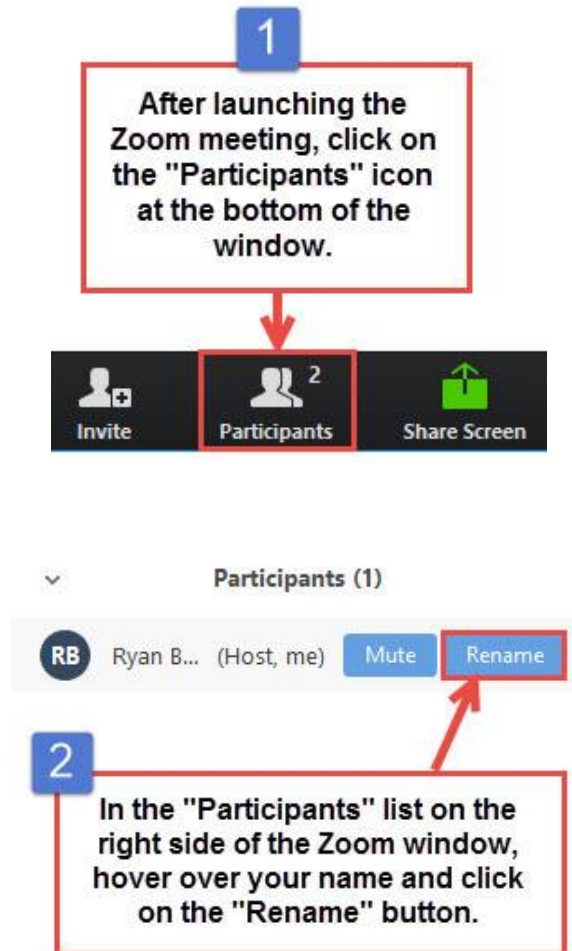 1
After launching the
Zoom meeting, click on
the "Participants" icon
at the bottom of the
window.
2
Invite Participants Share Screen
Participants (1)
RB Ryan B... (Host, me) Mute Rename
2
In the "Participants" list on the
right side of the Zoom window,
hover over your name and click
on the "Rename" button.